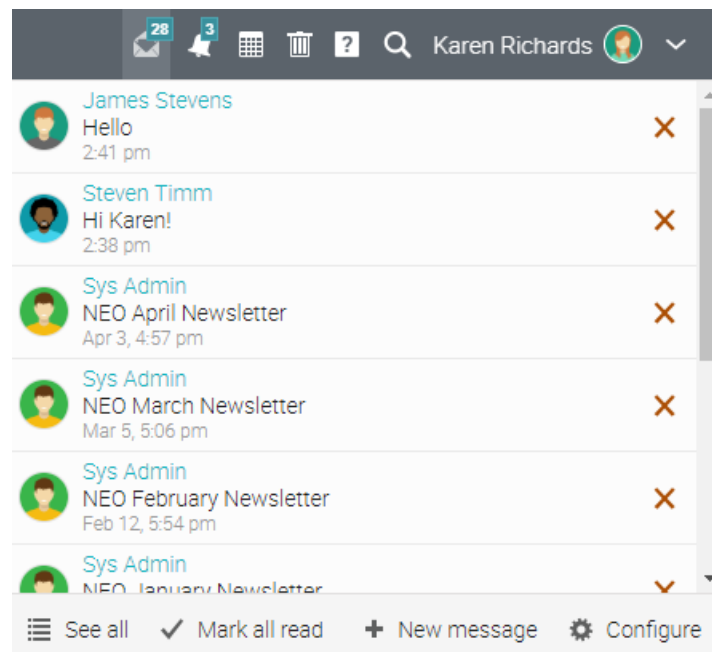 28 3 ? Karen Richards
James Stevens
Hello
2:41 pm
Steven Timm
Hi Karen!
2:38 pm
Sys Admin
NEO April Newsletter
Apr 3, 4:57 pm
Sys Admin
NEO March Newsletter
Mar 5, 5:06 pm
Sys Admin
NEO February Newsletter
Feb 12, 5:54 pm
Sys Admin
NEO January Newsletter
See all Mark all read New message Configure